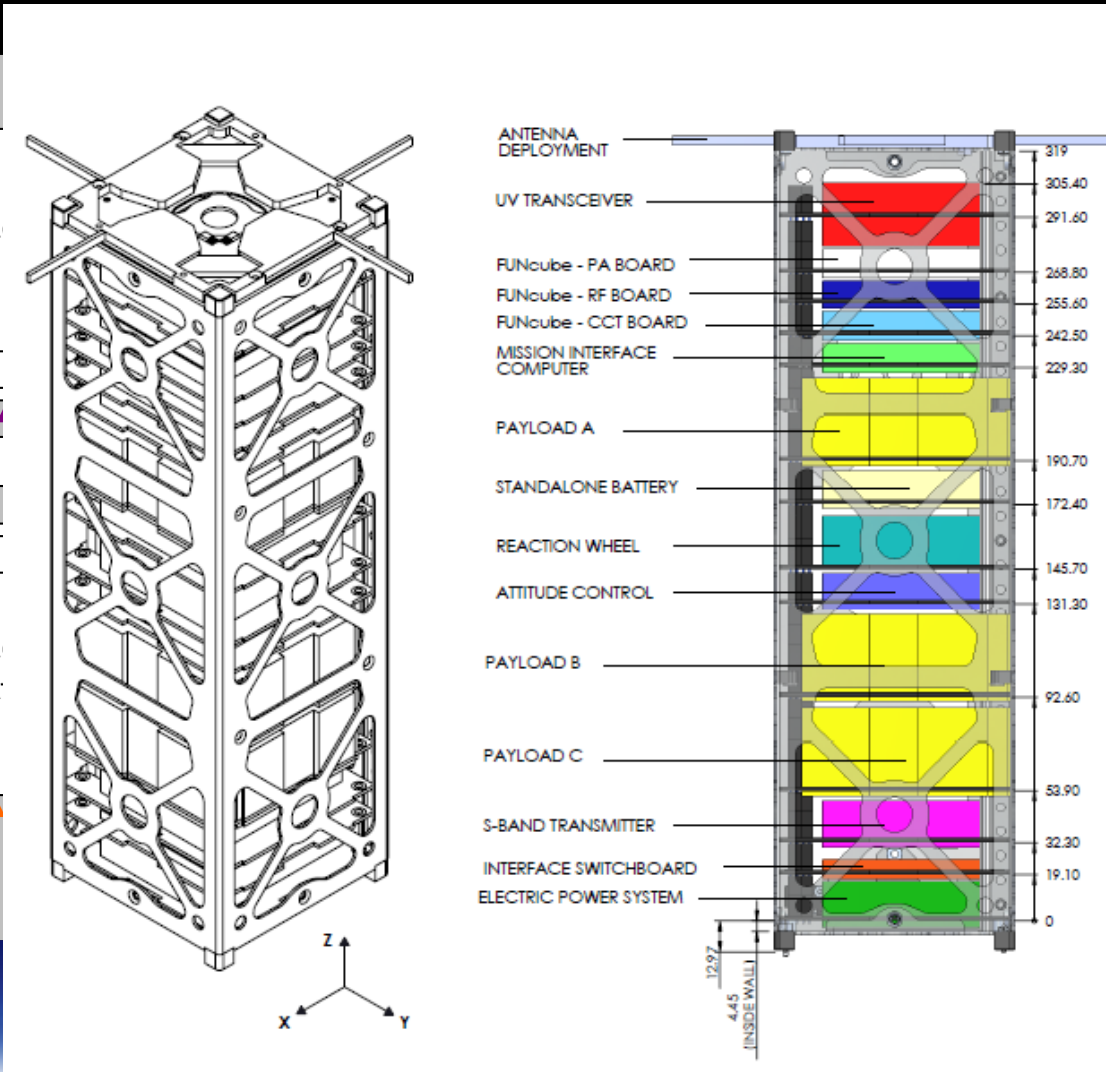 ANTENNA
DEPLOYMENT
UV TRANSCEIVER
FUNcube - PA BOARD
FUNcube - RF BOARD
FUNcube - CCT BOARD
MISSION INTERFACE
COMPUTER
PAYLOAD A
STANDALONE BATTERY
REACTION WHEEL
ATTITUDE CONTROL
PAYLOAD B
PAYLOAD C
S-BAND TRANSMITTER
INTERFACE SWITCHBOARD
ELECTRIC POWER SYSTEM
319
305.40
291.60
268.80
255.60
242.50
229.30
190.70
172.40
145.70
131.30
92.60
53.90
32.30
19.10
0
12.97
4.45
(INSIDE WALL)
Z
X
Y